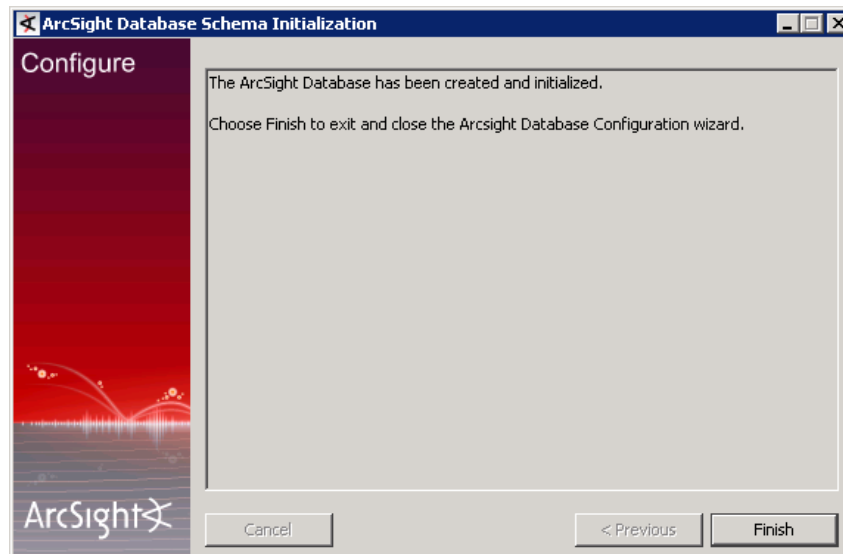 ArcSight Database Schema Initialization
Configure
The ArcSight Database has been created and initialized.
Choose Finish to exit and close the Arcsight Database Configuration wizard.
ArcSight
Cancel
< Previous
Finish